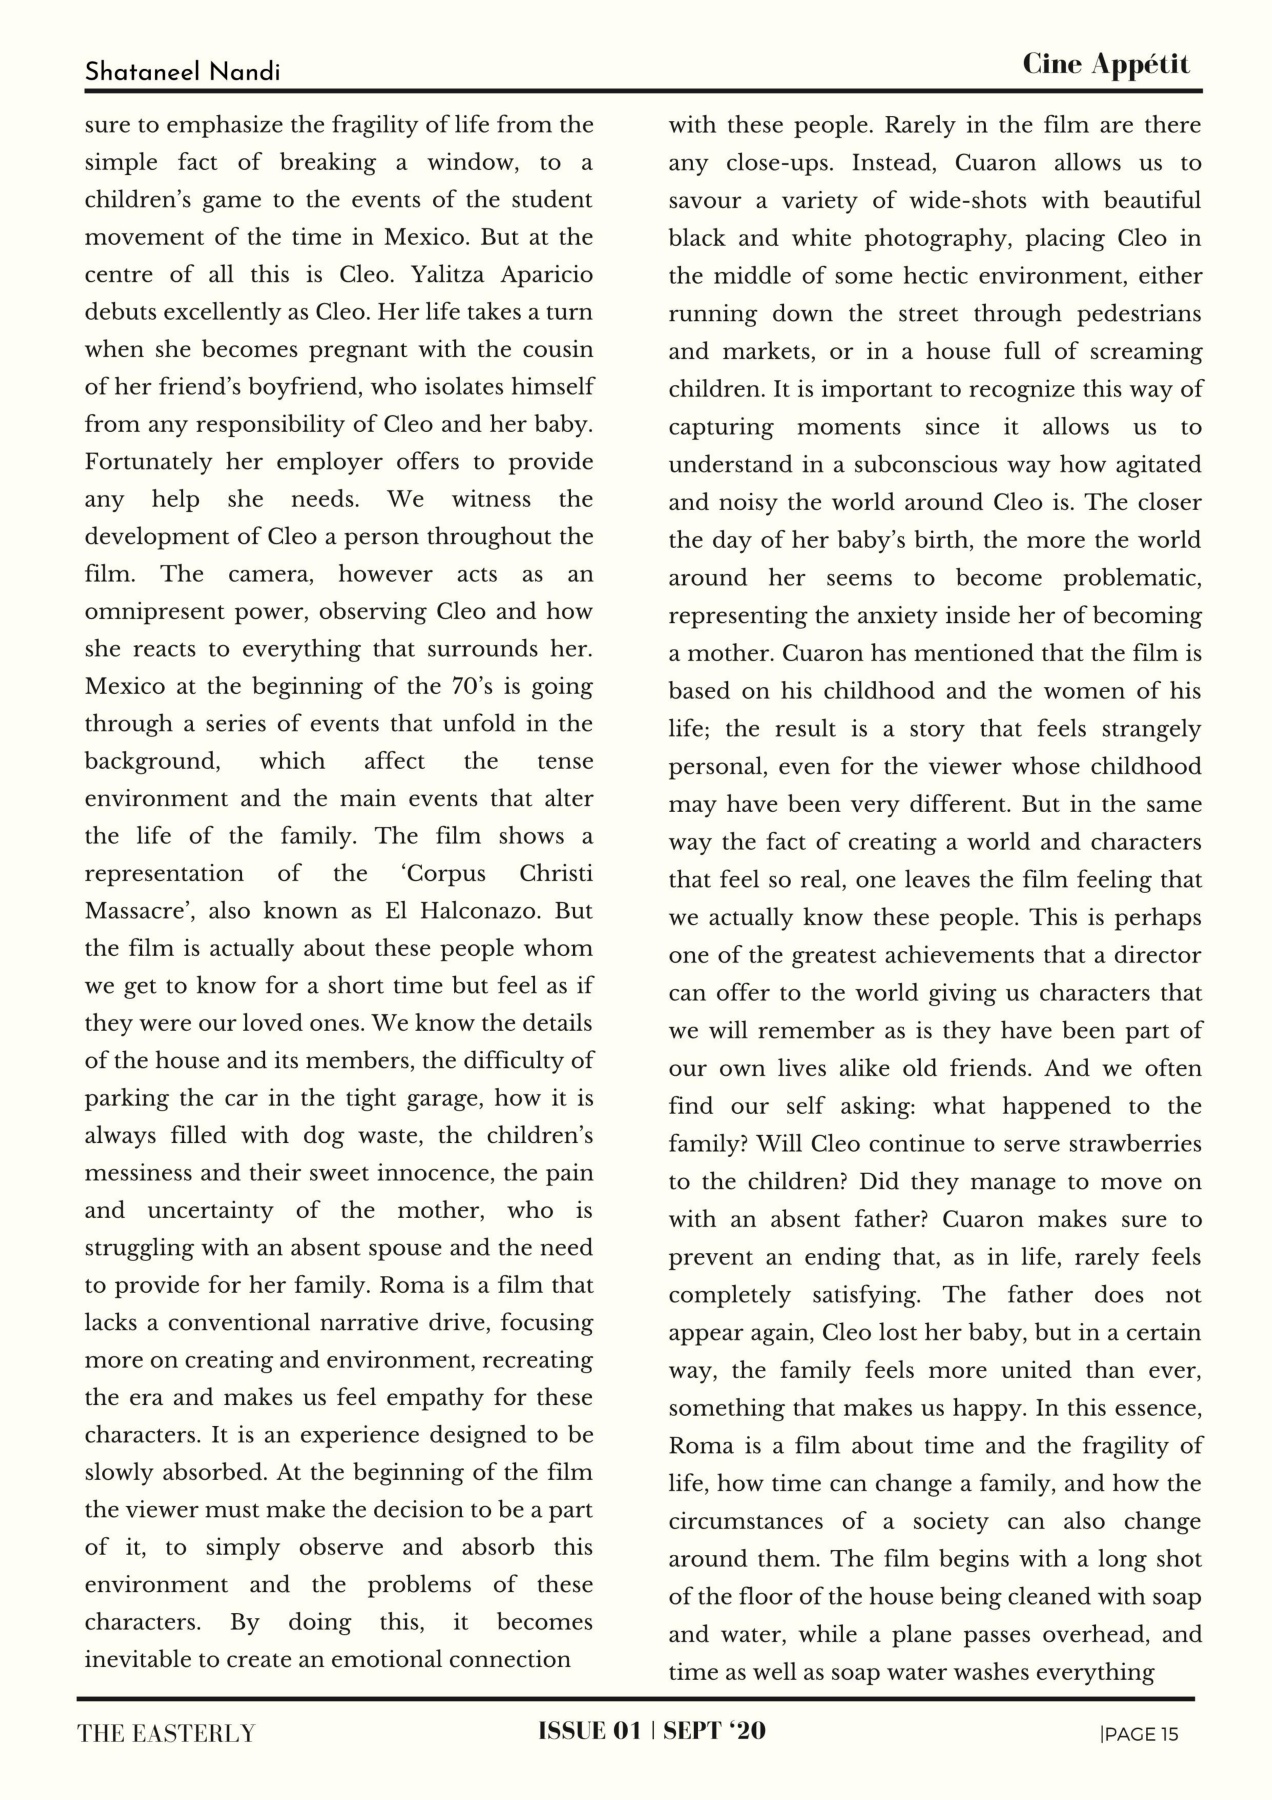 Shataneel Nandi
Cine Appétit
sure to emphasize the fragility of life from the
simple fact of breaking a window, to a
children’s game to the events of the student
movement of the time in Mexico. But at the
centre of all this is Cleo. Yalitza Aparicio
debuts excellently as Cleo. Her life takes a turn
when she becomes pregnant with the cousin
of her friend’s boyfriend, who isolates himself
from any responsibility of Cleo and her baby.
Fortunately her employer offers to provide
any help she needs. We witness the
development of Cleo a person throughout the
film. The camera, however acts as an
omnipresent power, observing Cleo and how
she reacts to everything that surrounds her.
Mexico at the beginning of the 70’s is going
through a series of events that unfold in the
background, which affect the tense
environment and the main events that alter
the life of the family. The film shows a
representation of the ‘Corpus Christi
Massacre’, also known as El Halconazo. But
the film is actually about these people whom
we get to know for a short time but feel as if
they were our loved ones. We know the details
of the house and its members, the difficulty of
parking the car in the tight garage, how it is
always filled with dog waste, the children’s
messiness and their sweet innocence, the pain
and uncertainty of the mother, who is
struggling with an absent spouse and the need
to provide for her family. Roma is a film that
lacks a conventional narrative drive, focusing
more on creating and environment, recreating
the era and makes us feel empathy for these
characters. It is an experience designed to be
slowly absorbed. At the beginning of the film
the viewer must make the decision to be a part
of it, to simply observe and absorb this
environment and the problems of these
characters. By doing this, it becomes
inevitable to create an emotional connection
with these people. Rarely in the film are there
any close-ups. Instead, Cuaron allows us to
savour a variety of wide-shots with beautiful
black and white photography, placing Cleo in
the middle of some hectic environment, either
running down the street through pedestrians
and markets, or in a house full of screaming
children. It is important to recognize this way of
capturing moments since it allows us to
understand in a subconscious way how agitated
and noisy the world around Cleo is. The closer
the day of her baby’s birth, the more the world
around her seems to become problematic,
representing the anxiety inside her of becoming
a mother. Cuaron has mentioned that the film is
based on his childhood and the women of his
life; the result is a story that feels strangely
personal, even for the viewer whose childhood
may have been very different. But in the same
way the fact of creating a world and characters
that feel so real, one leaves the film feeling that
we actually know these people. This is perhaps
one of the greatest achievements that a director
can offer to the world giving us characters that
we will remember as is they have been part of
our own lives alike old friends. And we often
find our self asking: what happened to the
family? Will Cleo continue to serve strawberries
to the children? Did they manage to move on
with an absent father? Cuaron makes sure to
prevent an ending that, as in life, rarely feels
completely satisfying. The father does not
appear again, Cleo lost her baby, but in a certain
way, the family feels more united than ever,
something that makes us happy. In this essence,
Roma is a film about time and the fragility of
life, how time can change a family, and how the
circumstances of a society can also change
around them. The film begins with a long shot
of the floor of the house being cleaned with soap
and water, while a plane passes overhead, and
time as well as soap water washes everything
THE EASTERLY
ISSUE 01 | SEPT ‘20
|PAGE 15